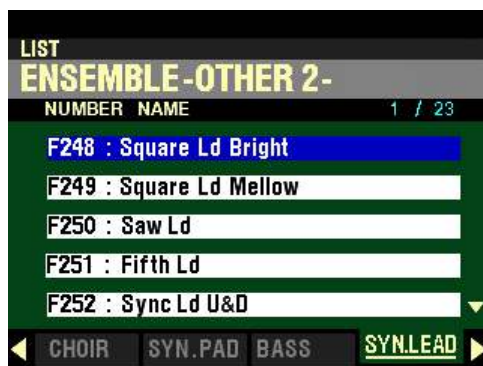 LIST
ENSEMBLE -OTHER 2-
NUMBER NAME 1 / 23
F248 : Square Ld Bright
F249 : Square Ld Mellow
F250 : Saw Ld
F251 : Fifth Ld
F252 : Sync Ld U&D
CHOIR SYN.PAD BASS SYN.LEAD